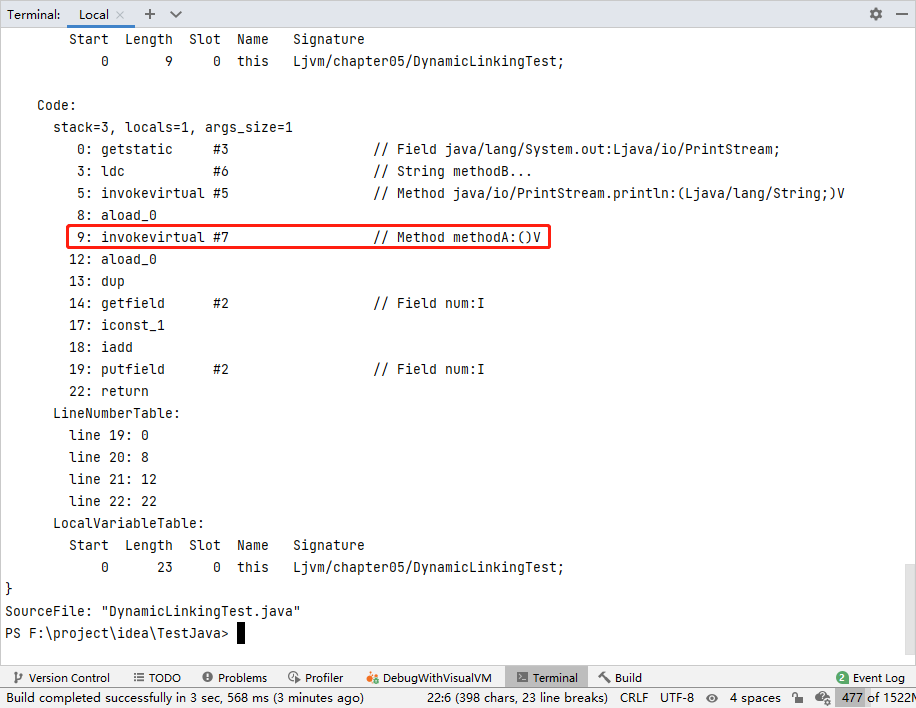 Terminal: Local
Start Length Slot Name Signature
0 9 0 this Ljvm/chapter05/DynamicLinkingTest;
Code:
stack=3, locals=1, args_size=1
0: getstatic #3 // Field java/lang/System.out:Ljava/io/PrintStream;
3: ldc #6 // String methodB...
5: invokevirtual #5 // Method java/io/PrintStream.println:(Ljava/lang/String;)V
8: aload_0
9: invokevirtual #7 // Method methodA:()V
12: aload_0
13: dup
14: getfield #2 // Field num:I
17: iconst_1
18: iadd
19: putfield #2 // Field num:I
22: return
LineNumberTable:
line 19: 0
line 20: 8
line 21: 12
line 22: 22
LocalVariableTable:
Start Length Slot Name Signature
0 23 0 this Ljvm/chapter05/DynamicLinkingTest;
}
SourceFile: "DynamicLinkingTest.java"
PS F:\project\idea\TestJava>
Version Control TODO Problems Profiler DebugWithVisualVM Terminal Build 2 Event Log
Build completed successfully in 3 sec, 568 ms (3 minutes ago) 22:6 (398 chars, 23 line breaks) CRLF UTF-8 4 spaces 477 of 1522M